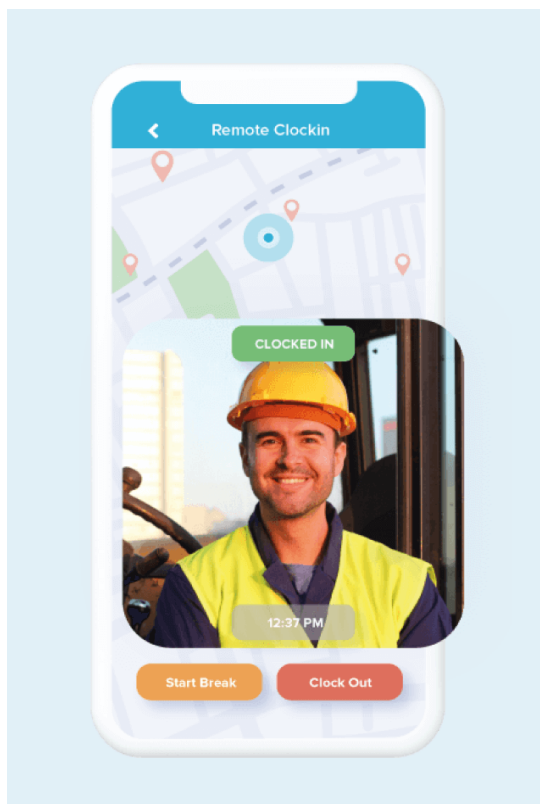 Remote Clockin
CLOCKED IN
12:37 PM
Start Break
Clock Out